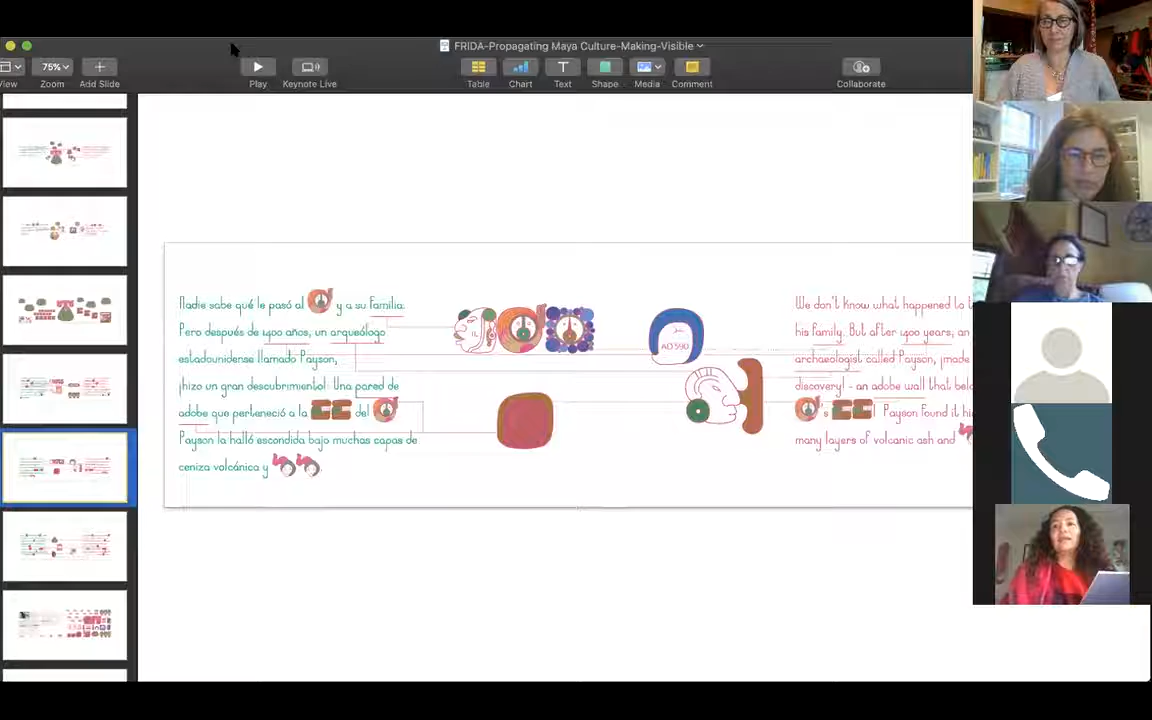 FRIDA-Propagating Maya Culture-Making-Visible
75%
View
Zoom
Add Slide
Play
Keynote Live
Table
Chart
Text
Shape
Media
Comment
Collaborate
Nadie sabe qué le pasó al y a su Familia.
Pero después de 1400 años, un arqueólogo
estadounidense llamado Payson,
¡hizo un gran descubrimiento! Una pared de
adobe que perteneció a la del
Payson la halló escondida bajo muchas capas de
ceniza volcánica y
AD590
We don't know what happened to
his family. But after 1400 years, an
archaeologist called Payson, ¡made
discovery! - an adobe wall that
's ! Payson found it
many layers of volcanic ash and